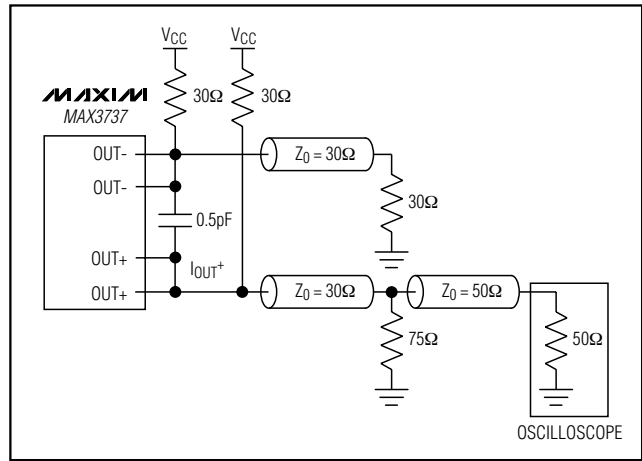 VCC VCC
MAXIM
MAX3737
30Ω 30Ω
OUT-
OUT-
OUT+
OUT+
Z0 = 30Ω
30Ω
0.5pF
IOUT+
Z0 = 30Ω
Z0 = 50Ω
75Ω
50Ω
OSCILLOSCOPE